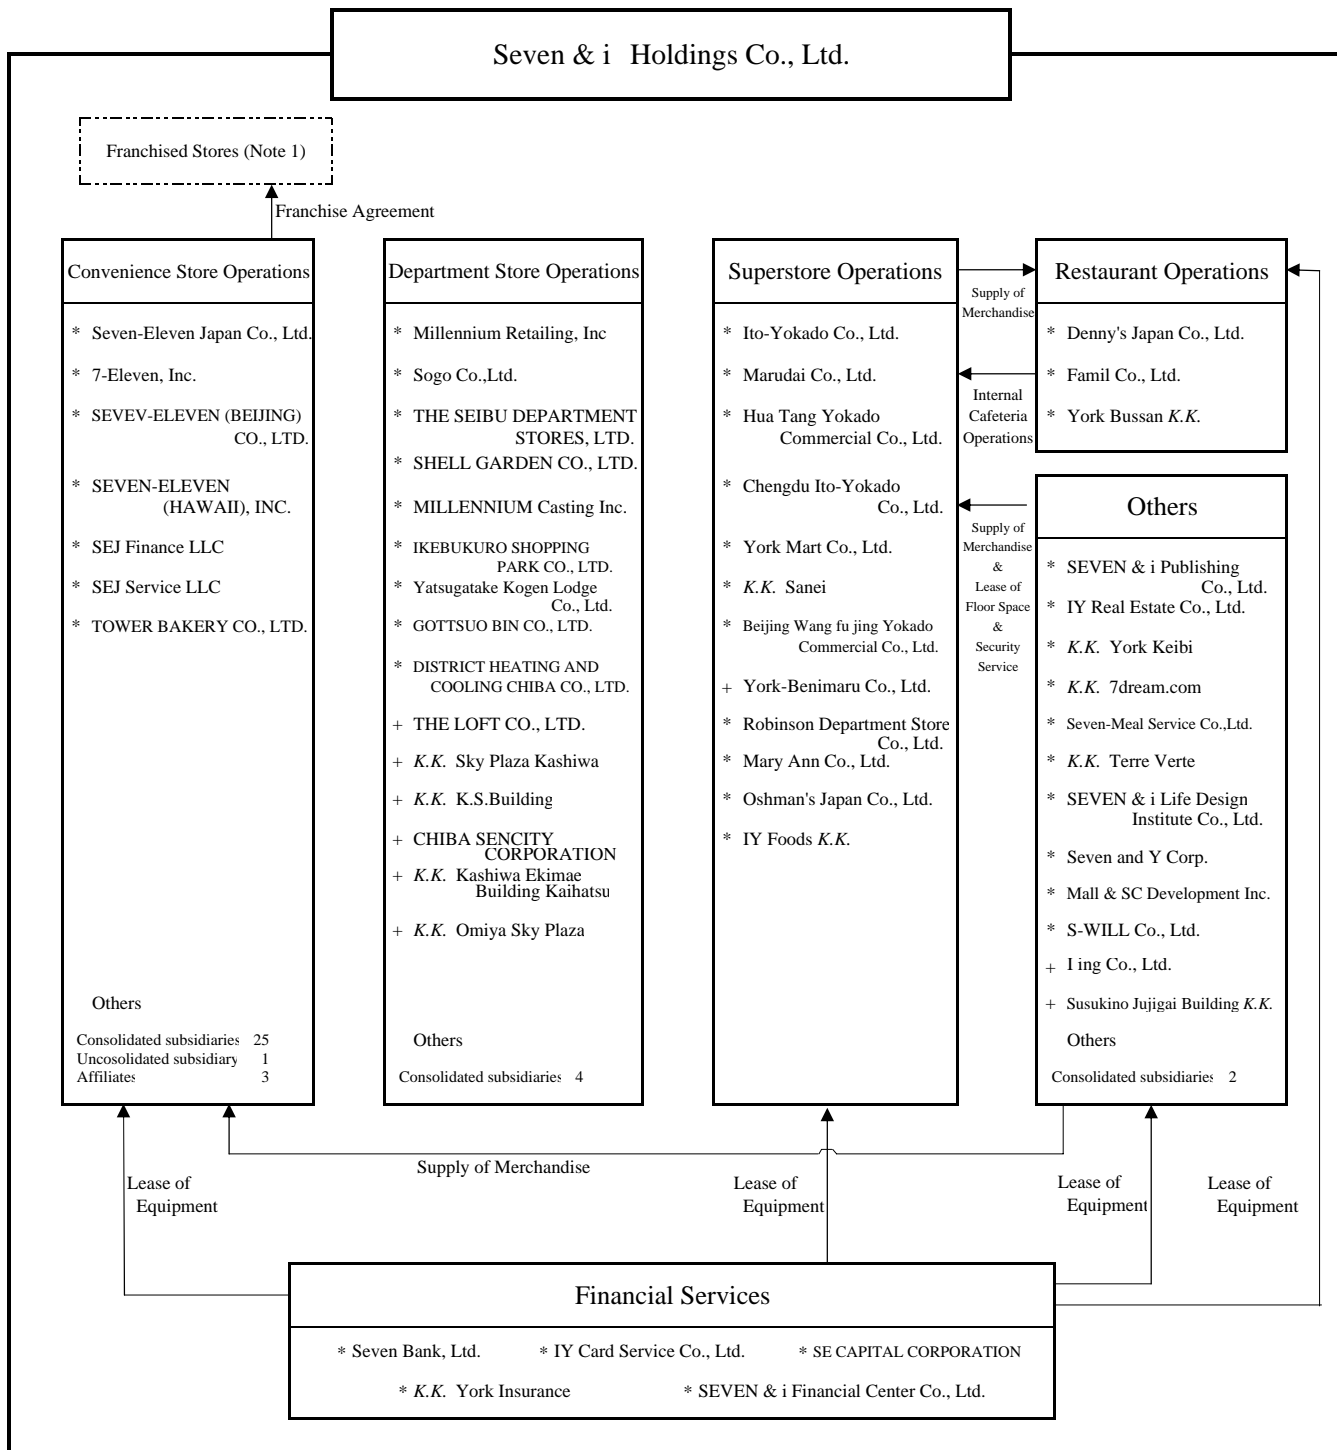 Seven & i Holdings Co., Ltd.
Franchised Stores (Note 1)
Franchise Agreement
Convenience Store Operations
* Seven-Eleven Japan Co., Ltd.
* 7-Eleven, Inc.
* SEVEV-ELEVEN (BEIJING)
CO., LTD.
* SEVEN-ELEVEN
(HAWAII), INC.
* SEJ Finance LLC
* SEJ Service LLC
* TOWER BAKERY CO., LTD.
Others
Consolidated subsidiaries 25
Uncosolidated subsidiary 1
Affiliates 3
Department Store Operations
* Millennium Retailing, Inc
* Sogo Co.,Ltd.
* THE SEIBU DEPARTMENT
STORES, LTD.
* SHELL GARDEN CO., LTD.
* MILLENNIUM Casting Inc.
* IKEBUKURO SHOPPING
PARK CO., LTD.
* Yatsugatake Kogen Lodge
Co., Ltd.
* GOTTSUO BIN CO., LTD.
* DISTRICT HEATING AND
COOLING CHIBA CO., LTD.
+ THE LOFT CO., LTD.
+ K.K. Sky Plaza Kashiwa
+ K.K. K.S.Building
+ CHIBA SENCITY
CORPORATION
+ K.K. Kashiwa Ekimae
Building Kaihatsu
+ K.K. Omiya Sky Plaza
Others
Consolidated subsidiaries 4
Superstore Operations
* Ito-Yokado Co., Ltd.
* Marudai Co., Ltd.
* Hua Tang Yokado
Commercial Co., Ltd.
* Chengdu Ito-Yokado
Co., Ltd.
* York Mart Co., Ltd.
* K.K. Sanei
* Beijing Wang fu jing Yokado
Commercial Co., Ltd.
+ York-Benimaru Co., Ltd.
* Robinson Department Store
Co., Ltd.
* Mary Ann Co., Ltd.
* Oshman's Japan Co., Ltd.
* IY Foods K.K.
Supply of
Merchandise
Internal
Cafeteria
Operations
Supply of
Merchandise
&
Lease of
Floor Space
&
Security
Service
Restaurant Operations
* Denny's Japan Co., Ltd.
* Famil Co., Ltd.
* York Bussan K.K.
Others
* SEVEN & i Publishing
Co., Ltd.
* IY Real Estate Co., Ltd.
* K.K. York Keibi
* K.K. 7dream.com
* Seven-Meal Service Co.,Ltd.
* K.K. Terre Verte
* SEVEN & i Life Design
Institute Co., Ltd.
* Seven and Y Corp.
* Mall & SC Development Inc.
* S-WILL Co., Ltd.
+ I ing Co., Ltd.
+ Susukino Jujigai Building K.K.
Others
Consolidated subsidiaries 2
Supply of Merchandise
Lease of
Equipment
Lease of
Equipment
Lease of
Equipment
Lease of
Equipment
Financial Services
* Seven Bank, Ltd. * IY Card Service Co., Ltd. * SE CAPITAL CORPORATION
* K.K. York Insurance * SEVEN & i Financial Center Co., Ltd.